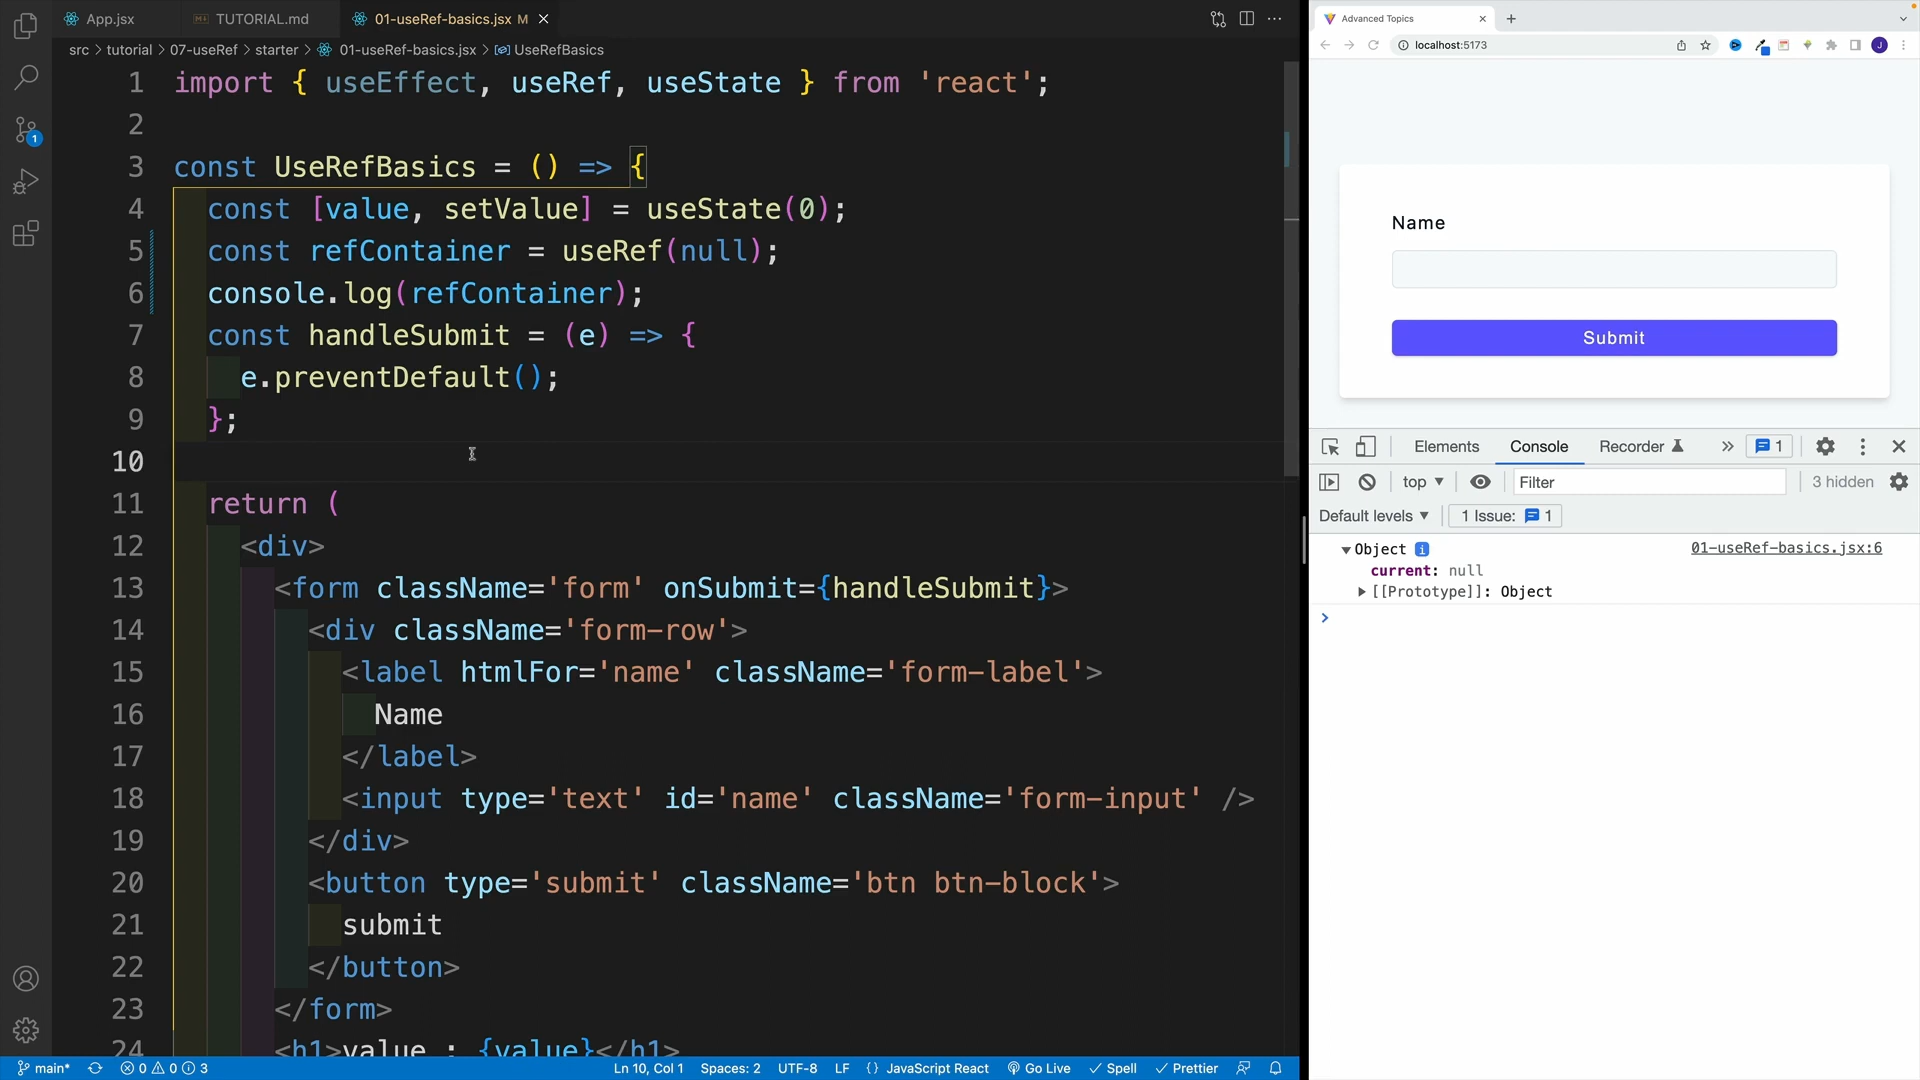 App.jsx
TUTORIAL.md
01-useRef-basics.jsx M
src > tutorial > 07-useRef > starter > 01-useRef-basics.jsx > UseRefBasics
1 import { useEffect, useRef, useState } from 'react';
2
3 const UseRefBasics = () => {
4 const [value, setValue] = useState(0);
5 const refContainer = useRef(null);
6 console.log(refContainer);
7 const handleSubmit = (e) => {
8 e.preventDefault();
9 };
10
11 return (
12 <div>
13 <form className='form' onSubmit={handleSubmit}>
14 <div className='form-row'>
15 <label htmlFor='name' className='form-label'>
16 Name
17 </label>
18 <input type='text' id='name' className='form-input' />
19 </div>
20 <button type='submit' className='btn btn-block'>
21 submit
22 </button>
23 </form>
24 <h1>value : {value}</h1>
1
main* 0 0 3
Ln 10, Col 1 Spaces: 2 UTF-8 LF {} JavaScript React Go Live Spell Prettier
Advanced Topics
localhost:5173
J
Name
Submit
Elements Console Recorder 1
top Filter 3 hidden
Default levels 1 Issue: 1
Object i 01-useRef-basics.jsx:6
current: null
[[Prototype]]: Object